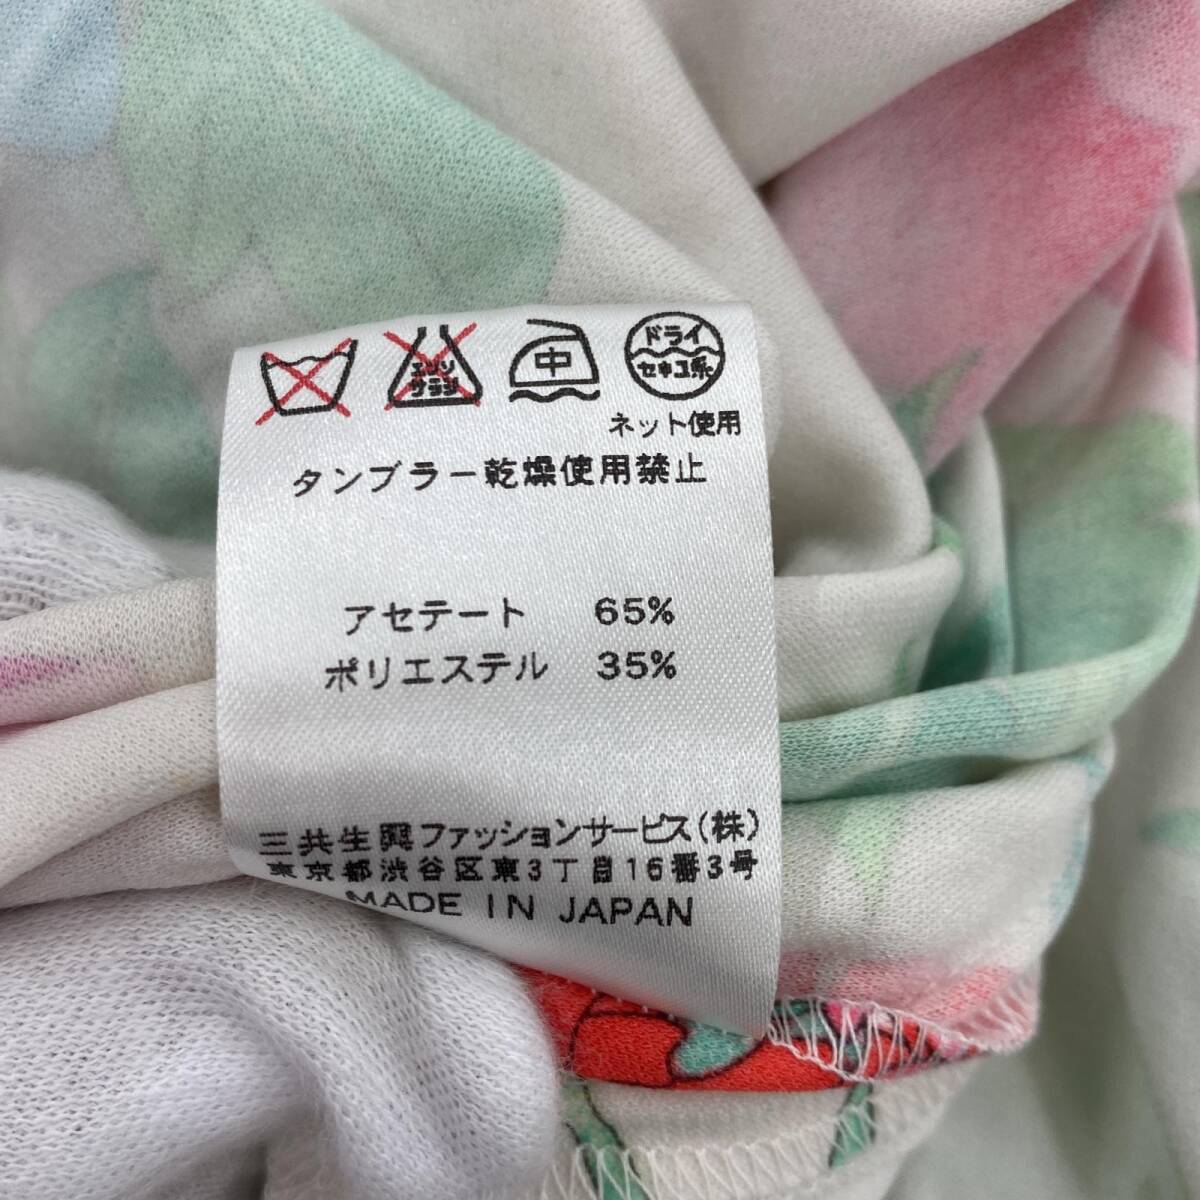 エンソ
サラシ
中
ドライ
セキユ系
ネット使用
タンブラー乾燥使用禁止
アセテート 65%
ポリエステル 35%
三共生興ファッションサービス(株)
東京都渋谷区東3丁目16番3号
MADE IN JAPAN